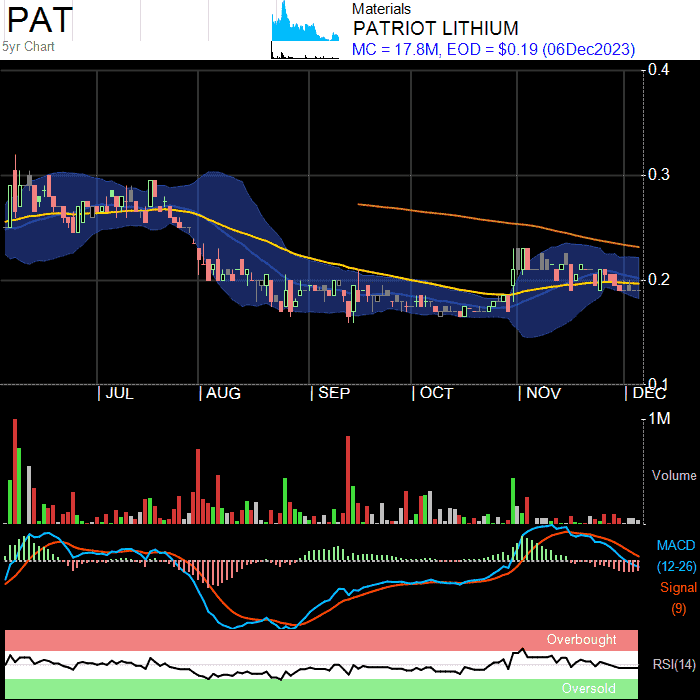 PAT
5yr Chart
Materials
PATRIOT LITHIUM
MC = 17.8M, EOD = $0.19 (06Dec2023)
0.4
0.3
0.2
0.1
| JUL | AUG | SEP | OCT | NOV | DEC
1M
Volume
MACD
(12-26)
Signal
(9)
Overbought
RSI(14)
Oversold